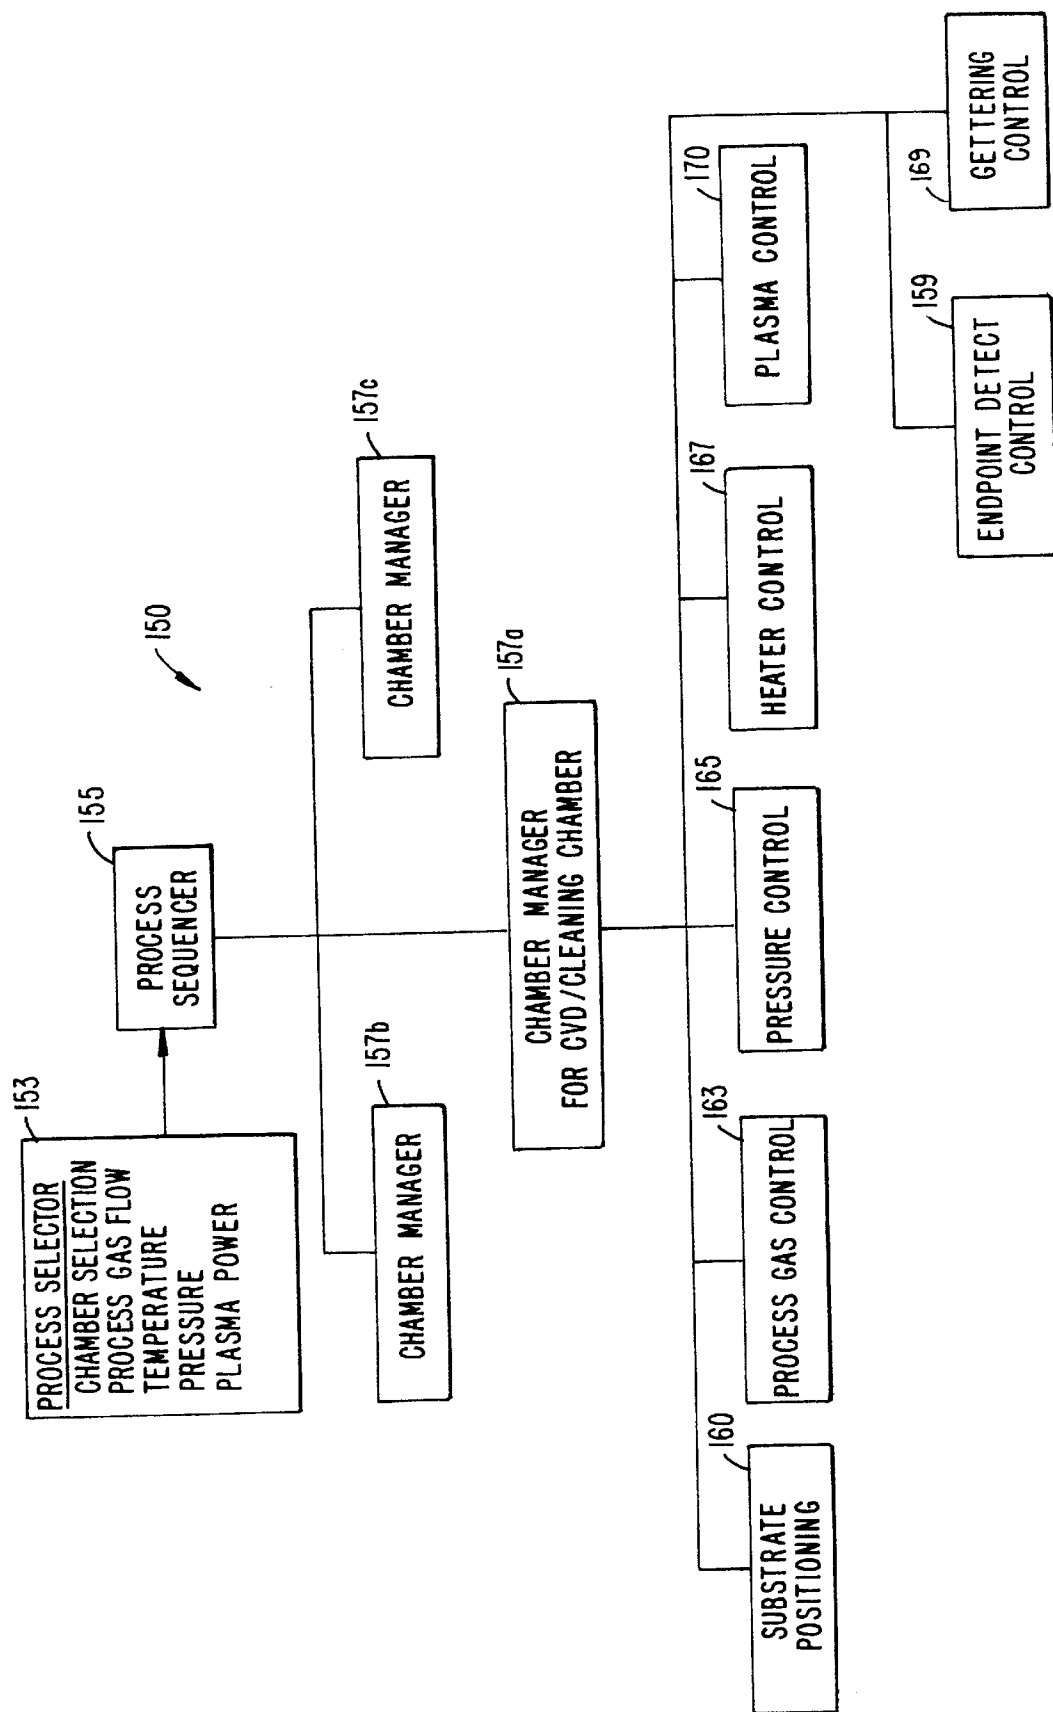 150
153
PROCESS SELECTOR
CHAMBER SELECTION
PROCESS GAS FLOW
TEMPERATURE
PRESSURE
PLASMA POWER
155
PROCESS
SEQUENCER
157b
CHAMBER MANAGER
157c
CHAMBER MANAGER
157a
CHAMBER MANAGER
FOR CVD/CLEANING CHAMBER
160
SUBSTRATE
POSITIONING
163
PROCESS GAS CONTROL
165
PRESSURE CONTROL
167
HEATER CONTROL
170
PLASMA CONTROL
159
ENDPOINT DETECT
CONTROL
169
GETTERING
CONTROL